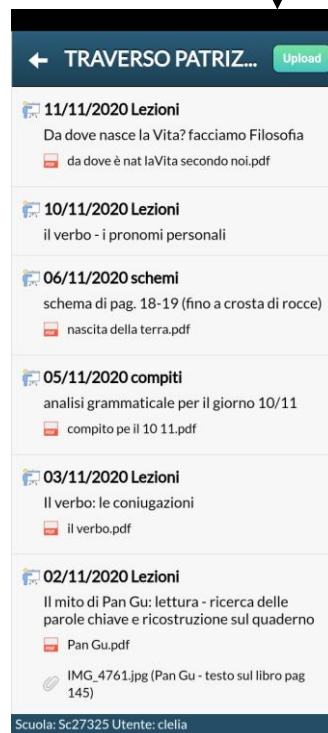 TRAVERSO PATRIZ...
Upload
11/11/2020 Lezioni
Da dove nasce la Vita? facciamo Filosofia
da dove è nat laVita secondo noi.pdf
10/11/2020 Lezioni
il verbo - i pronomi personali
06/11/2020 schemi
schema di pag. 18-19 (fino a crosta di rocce)
nascita della terra.pdf
05/11/2020 compiti
analisi grammaticale per il giorno 10/11
compito pe il 10 11.pdf
03/11/2020 Lezioni
Il verbo: le coniugazioni
il verbo.pdf
02/11/2020 Lezioni
Il mito di Pan Gu: lettura - ricerca delle
parole chiave e ricostruzione sul quaderno
Pan Gu.pdf
IMG_4761.jpg (Pan Gu - testo sul libro pag
145)
Scuola: Sc27325 Utente: clelia